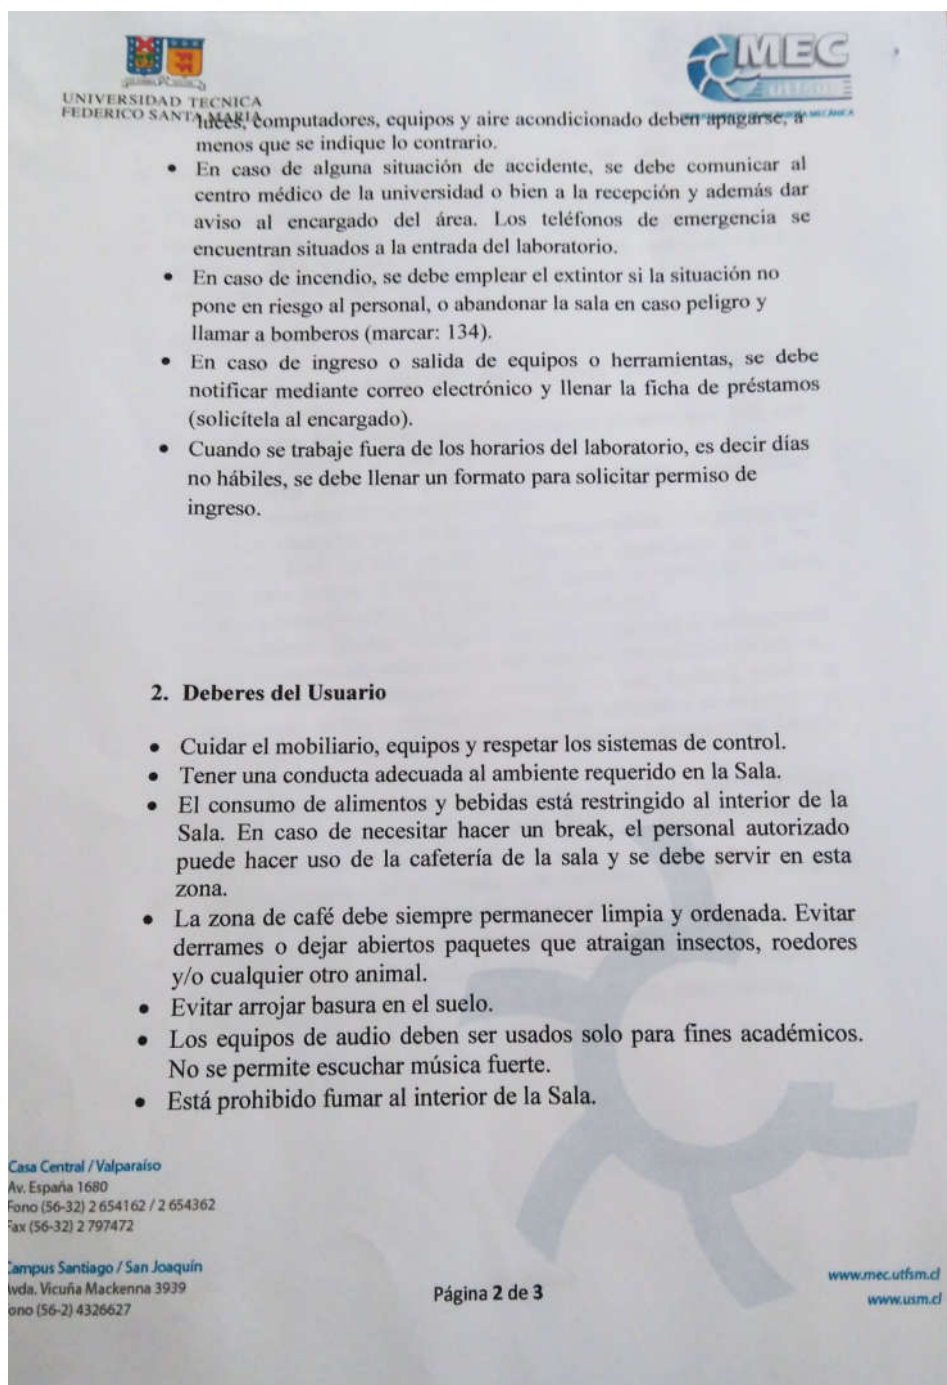 UNIVERSIDAD TECNICA
FEDERICO SANTA MARIA
MEC
luces, computadores, equipos y aire acondicionado deben apagarse, a
menos que se indique lo contrario.
• En caso de alguna situación de accidente, se debe comunicar al
centro médico de la universidad o bien a la recepción y además dar
aviso al encargado del área. Los teléfonos de emergencia se
encuentran situados a la entrada del laboratorio.
• En caso de incendio, se debe emplear el extintor si la situación no
pone en riesgo al personal, o abandonar la sala en caso peligro y
llamar a bomberos (marcar: 134).
• En caso de ingreso o salida de equipos o herramientas, se debe
notificar mediante correo electrónico y llenar la ficha de préstamos
(solicítela al encargado).
• Cuando se trabaje fuera de los horarios del laboratorio, es decir días
no hábiles, se debe llenar un formato para solicitar permiso de
ingreso.
2. Deberes del Usuario
• Cuidar el mobiliario, equipos y respetar los sistemas de control.
• Tener una conducta adecuada al ambiente requerido en la Sala.
• El consumo de alimentos y bebidas está restringido al interior de la
Sala. En caso de necesitar hacer un break, el personal autorizado
puede hacer uso de la cafetería de la sala y se debe servir en esta
zona.
• La zona de café debe siempre permanecer limpia y ordenada. Evitar
derrames o dejar abiertos paquetes que atraigan insectos, roedores
y/o cualquier otro animal.
• Evitar arrojar basura en el suelo.
• Los equipos de audio deben ser usados solo para fines académicos.
No se permite escuchar música fuerte.
• Está prohibido fumar al interior de la Sala.
Casa Central / Valparaíso
Av. España 1680
Fono (56-32) 2 654162 / 2 654362
Fax (56-32) 2 797472
Campus Santiago / San Joaquín
Avda. Vicuña Mackenna 3939
Fono (56-2) 4326627
Página 2 de 3
www.mec.utfsm.cl
www.usm.cl